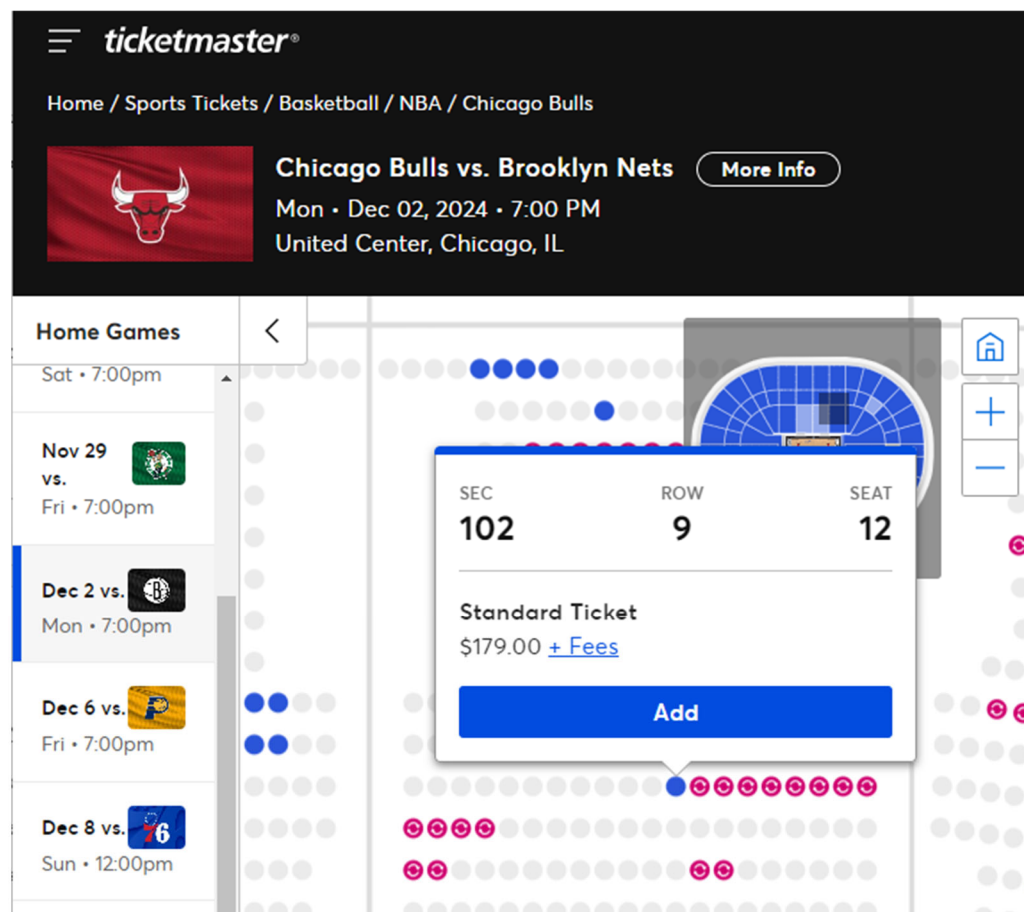 ticketmaster®
Home / Sports Tickets / Basketball / NBA / Chicago Bulls
Chicago Bulls vs. Brooklyn Nets
More Info
Mon • Dec 02, 2024 • 7:00 PM
United Center, Chicago, IL
Home Games
Sat • 7:00pm
Nov 29
vs.
Fri • 7:00pm
Dec 2 vs.
B
Mon • 7:00pm
Dec 6 vs.
P
Fri • 7:00pm
Dec 8 vs.
76
Sun • 12:00pm
SEC ROW SEAT
102 9 12
Standard Ticket
$179.00 + Fees
Add